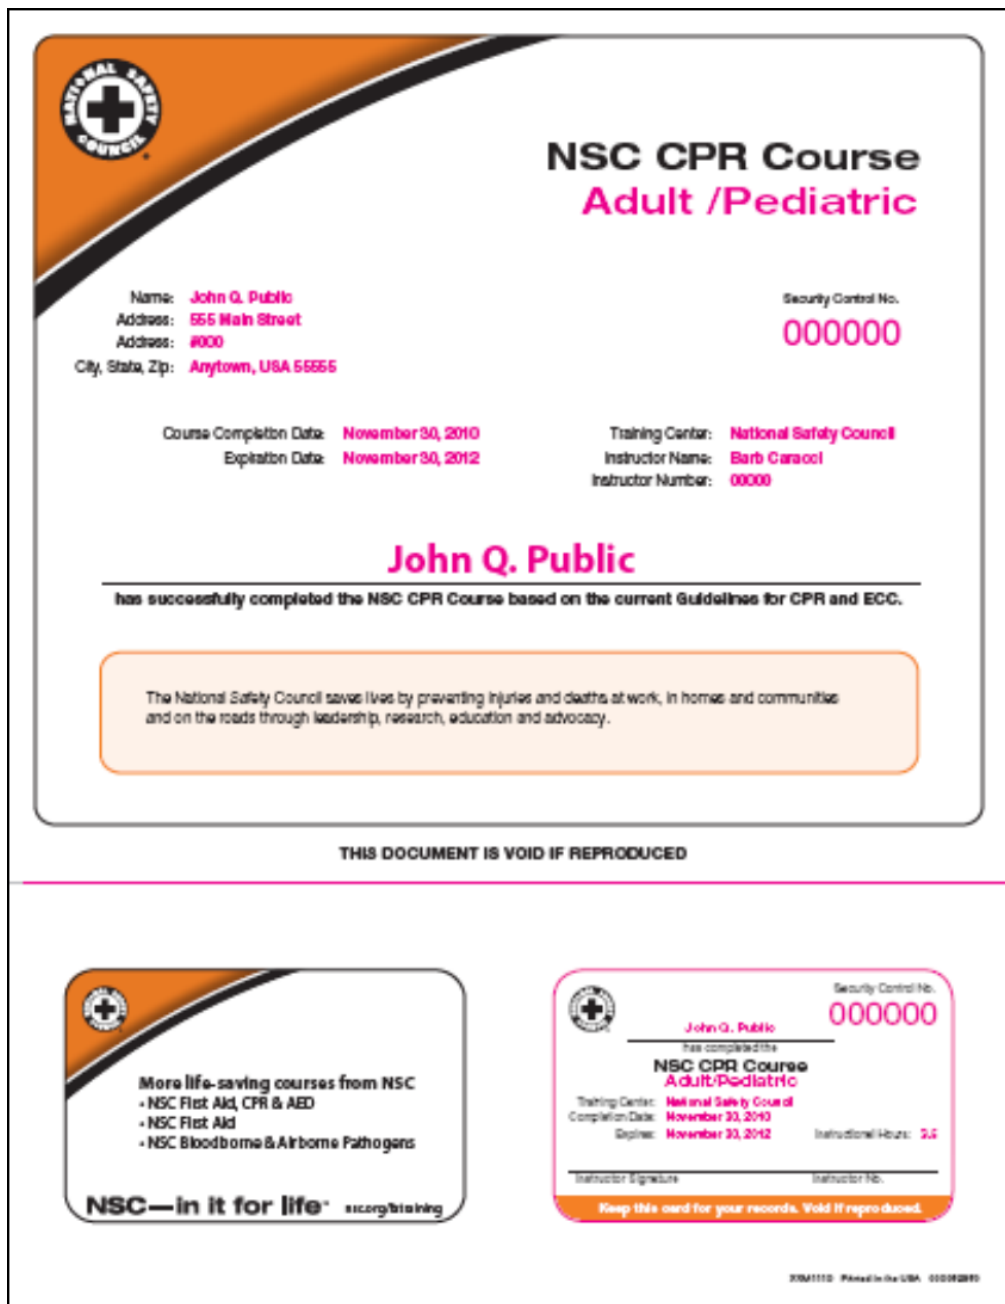 NATIONAL SAFETY COUNCIL
NSC CPR Course
Adult /Pediatric
Name: John Q. Public
Address: 555 Main Street
Address: #000
City, State, Zip: Anytown, USA 55555
Security Control No.
000000
Course Completion Date: November 30, 2010
Expiration Date: November 30, 2012
Training Center: National Safety Council
Instructor Name: Barb Caracci
Instructor Number: 00000
John Q. Public
has successfully completed the NSC CPR Course based on the current Guidelines for CPR and ECC.
The National Safety Council saves lives by preventing injuries and deaths at work, in homes and communities
and on the roads through leadership, research, education and advocacy.
THIS DOCUMENT IS VOID IF REPRODUCED
More life-saving courses from NSC
• NSC First Aid, CPR & AED
• NSC First Aid
• NSC Bloodborne & Airborne Pathogens
NSC—in it for life™ nsc.org/fatraining
Security Control No.
000000
John Q. Public
has completed the
NSC CPR Course
Adult/Pediatric
Training Center: National Safety Council
Completion Date: November 30, 2010
Expires: November 30, 2012 Instructional Hours:
Instructor Signature Instructor No.
Keep this card for your records. Void if reproduced.
Printed in the USA